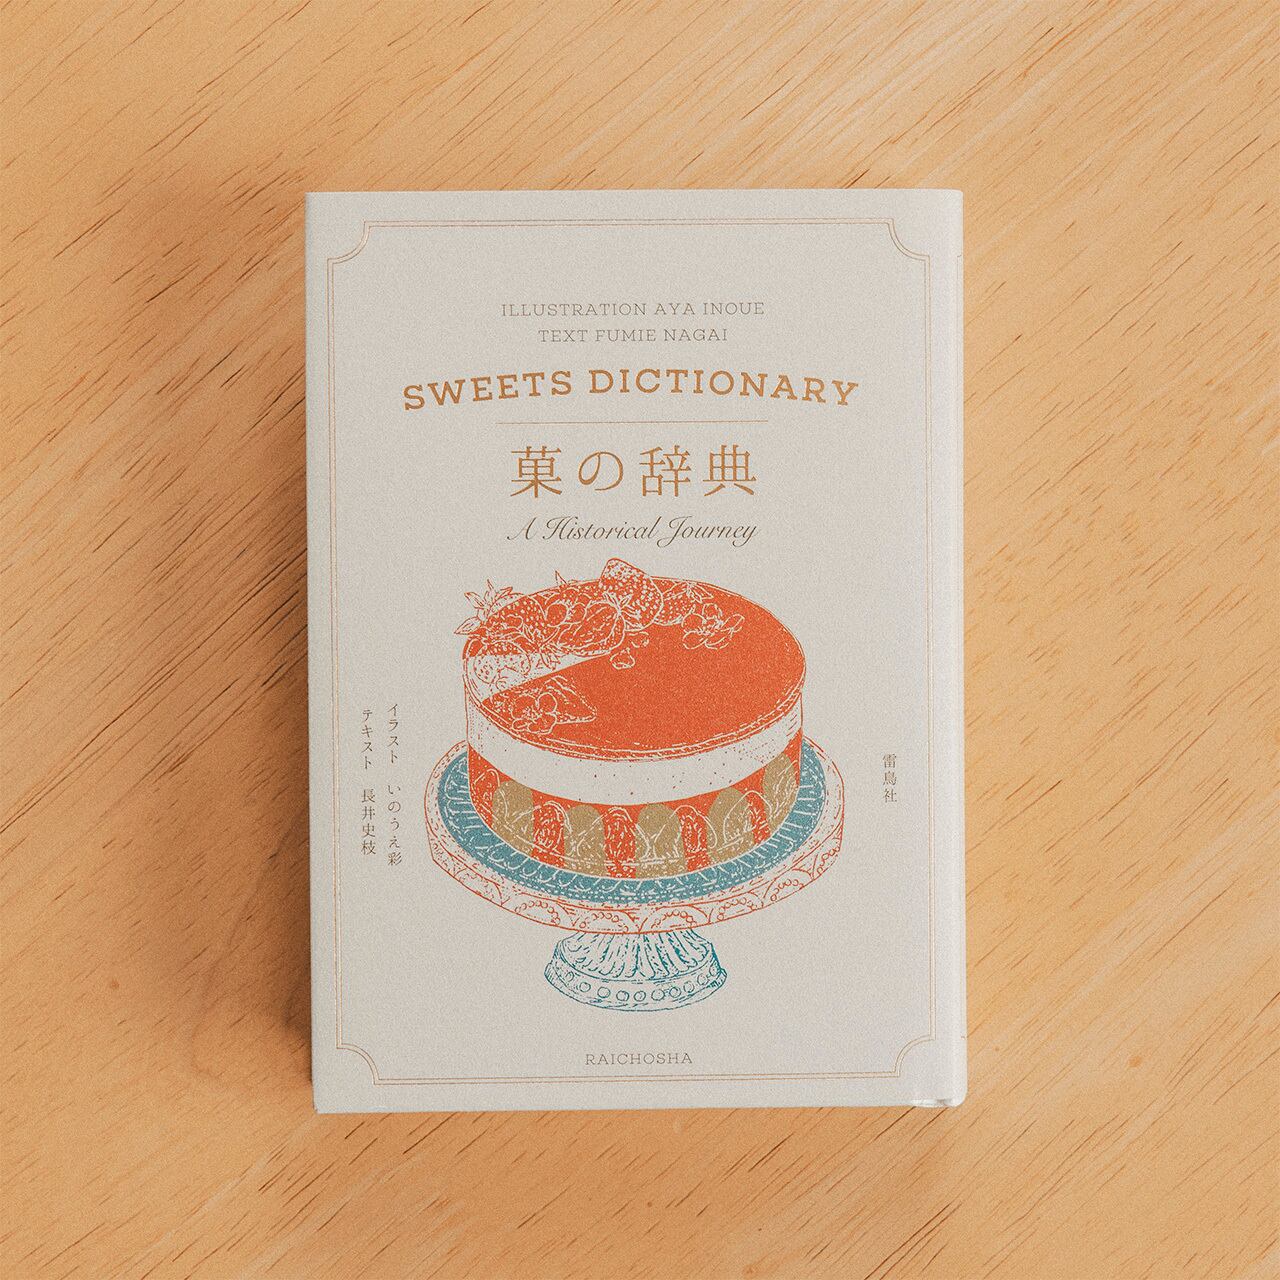 ILLUSTRATION AYA INOUE
TEXT FUMIE NAGAI
SWEETS DICTIONARY
菓の辞典
A Historical Journey
イラスト いのうえ彩
テキスト 長井史枝
雷鳥社
RAICHOSHA